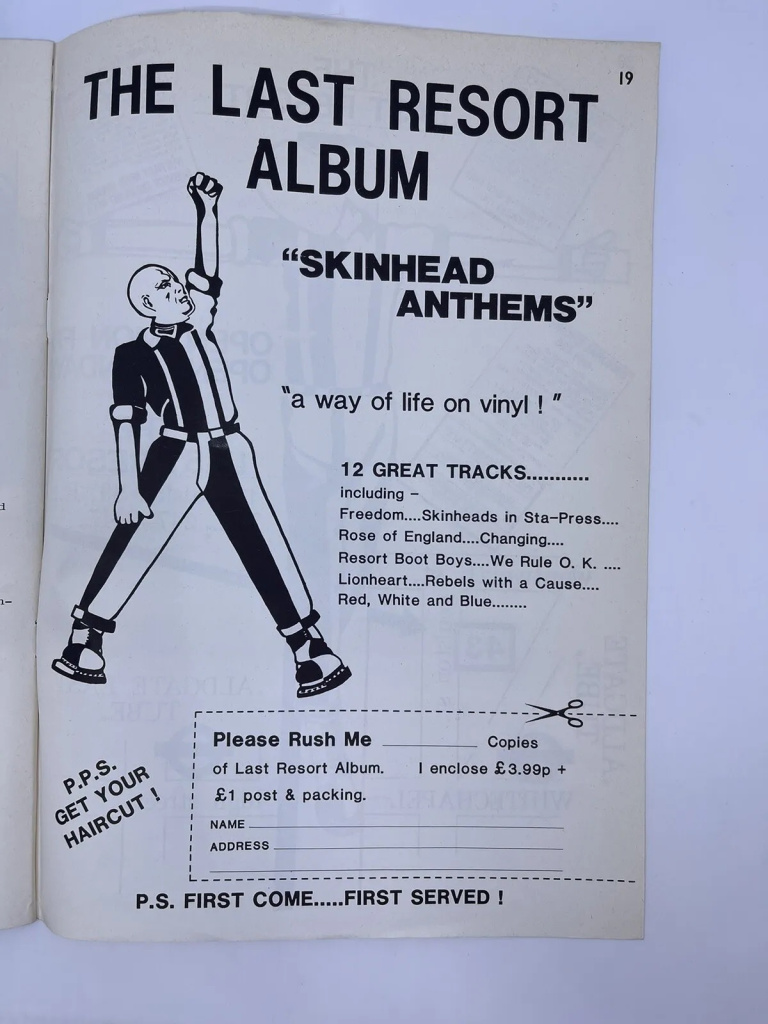 19
THE LAST RESORT
ALBUM
“SKINHEAD
ANTHEMS”
"a way of life on vinyl ! "
12 GREAT TRACKS...........
including –
Freedom....Skinheads in Sta-Press....
Rose of England....Changing....
Resort Boot Boys....We Rule O. K. ....
Lionheart....Rebels with a Cause....
Red, White and Blue........
Please Rush Me ____________ Copies
of Last Resort Album. I enclose £3.99p +
£1 post & packing.
NAME
ADDRESS
P.P.S.
GET YOUR
HAIRCUT !
P.S. FIRST COME.....FIRST SERVED !